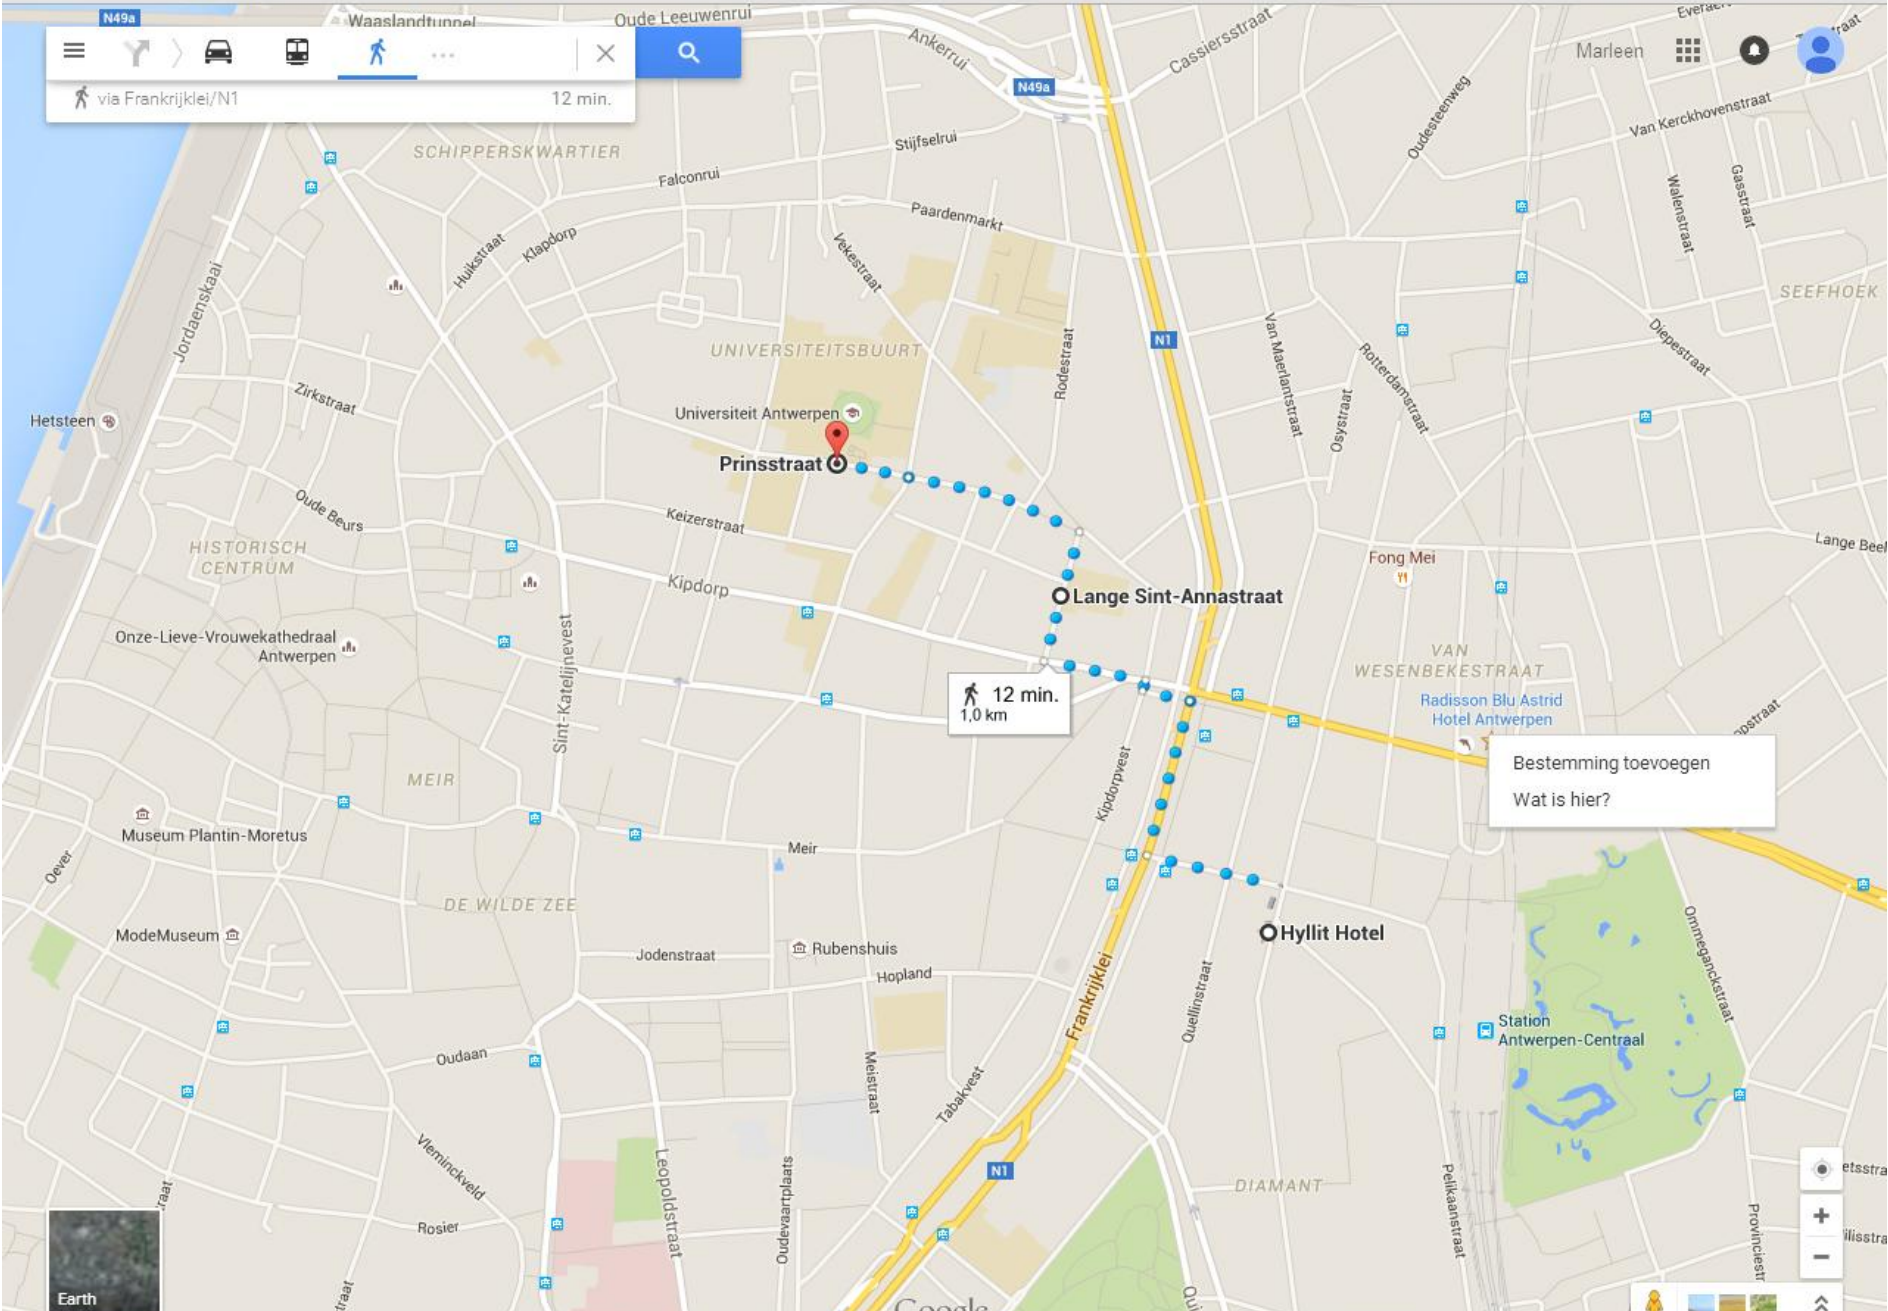 N49a
Waaslandtunnel
Oude Leeuwenrui
Ankerrui
Cassiersstraat
Marleen
via Frankrijklei/N1
12 min.
N49a
Oudesteenweg
Van Kerckhovenstraat
SCHIPPERSKWARTIER
Stijfselrui
Falconrui
Paardenmarkt
Walenstraat
Gasstraat
Huikstraat
Klapdorp
Vekestraat
SEEFHOEK
Jordaenskaai
UNIVERSITEITSBUURT
Rodestraat
N1
Van Maerlantstraat
Rotterdamstraat
Diepestraat
Zirkstraat
Osystraat
Hetsteen
Universiteit Antwerpen
Prinsstraat
Oude Beurs
Keizerstraat
HISTORISCH
CENTRUM
Kipdorp
Fong Mei
Lange Sint-Annastraat
Onze-Lieve-Vrouwekathedraal
Antwerpen
Sint-Katelijnevest
VAN
WESENBEKESTRAAT
12 min.
1,0 km
Radisson Blu Astrid
Hotel Antwerpen
Bestemming toevoegen
Wat is hier?
MEIR
Kipdorpvest
Museum Plantin-Moretus
Meir
Oever
DE WILDE ZEE
ModeMuseum
Jodenstraat
Rubenshuis
Hopland
Hyllit Hotel
Frankrijklei
Quellinstraat
Ommeganckstraat
Station
Antwerpen-Centraal
Oudaan
Meistraat
Tabakvest
Vleminckveld
Leopoldstraat
Oudevaartplaats
N1
DIAMANT
Pelikaanstraat
Rosier
Earth
Google